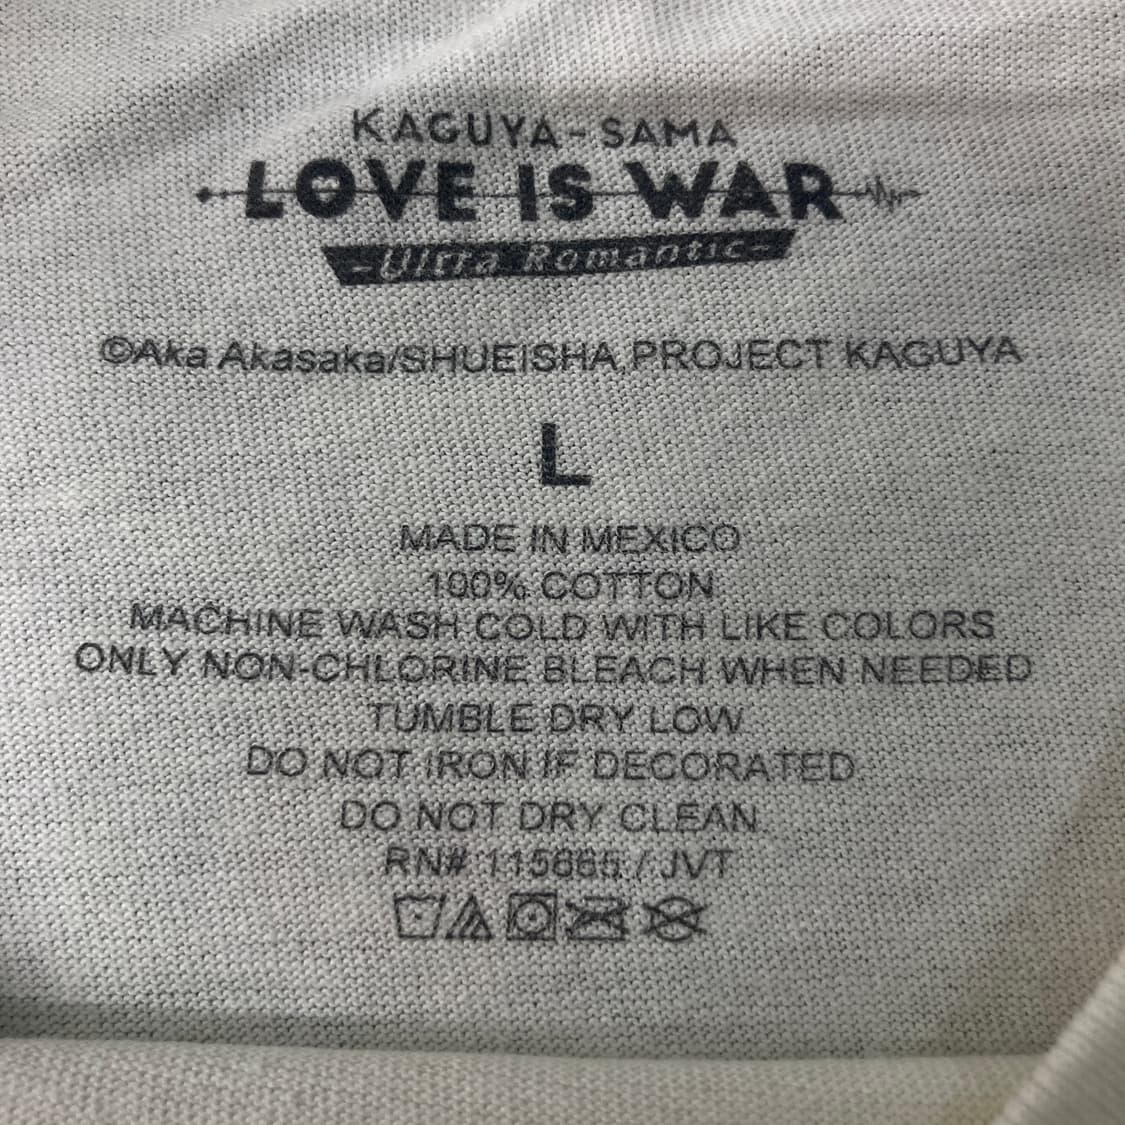 KAGUYA-SAMA
LOVE IS WAR
-Ultra Romantic-
©Aka Akasaka/SHUEISHA,PROJECT KAGUYA
L
MADE IN MEXICO
100% COTTON
MACHINE WASH COLD WITH LIKE COLORS
ONLY NON-CHLORINE BLEACH WHEN NEEDED
TUMBLE DRY LOW
DO NOT IRON IF DECORATED
DO NOT DRY CLEAN
RN# / JVT